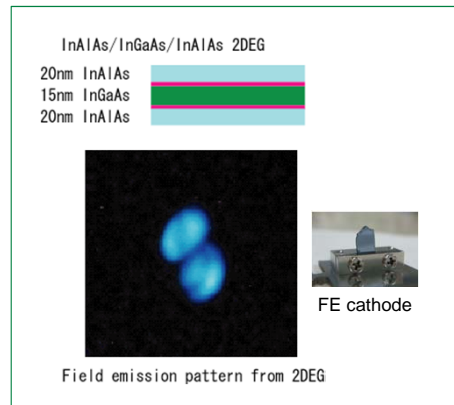 InAlAs/InGaAs/InAlAs 2DEG
20nm InAlAs
15nm InGaAs
20nm InAlAs
FE cathode
Field emission pattern from 2DEG